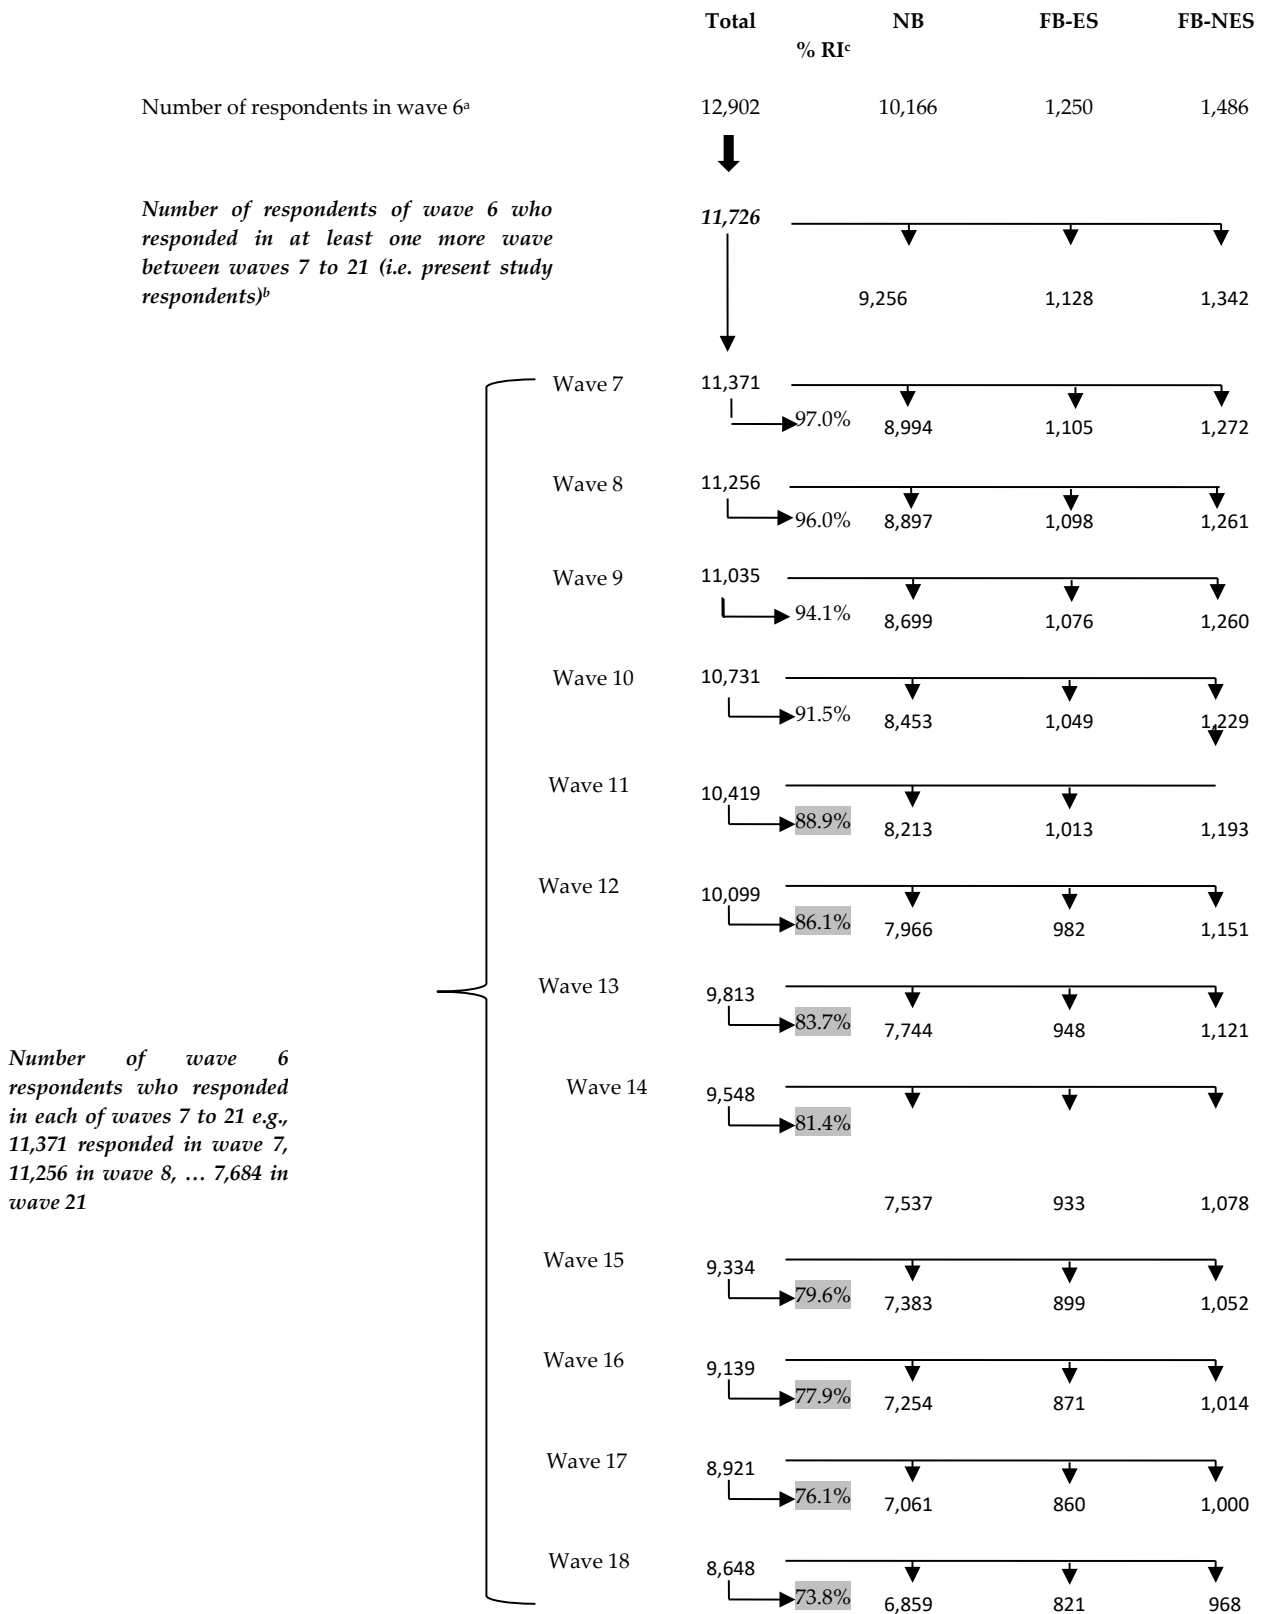 Total NB FB-ES FB-NES
% RIᶜ
Number of respondents in wave 6ᵃ 12,902 10,166 1,250 1,486
Number of respondents of wave 6 who 11,726
responded in at least one more wave
between waves 7 to 21 (i.e. present study
respondents)ᵇ 9,256 1,128 1,342
Wave 7 11,371
97.0% 8,994 1,105 1,272
Wave 8 11,256
96.0% 8,897 1,098 1,261
Wave 9 11,035
94.1% 8,699 1,076 1,260
Wave 10 10,731
91.5% 8,453 1,049 1,229
Wave 11 10,419
88.9% 8,213 1,013 1,193
Wave 12 10,099
86.1% 7,966 982 1,151
Wave 13 9,813
83.7% 7,744 948 1,121
Number of wave 6
respondents who responded
in each of waves 7 to 21 e.g.,
11,371 responded in wave 7,
11,256 in wave 8, … 7,684 in
wave 21
Wave 14 9,548
81.4%
7,537 933 1,078
Wave 15 9,334
79.6% 7,383 899 1,052
Wave 16 9,139
77.9% 7,254 871 1,014
Wave 17 8,921
76.1% 7,061 860 1,000
Wave 18 8,648
73.8% 6,859 821 968